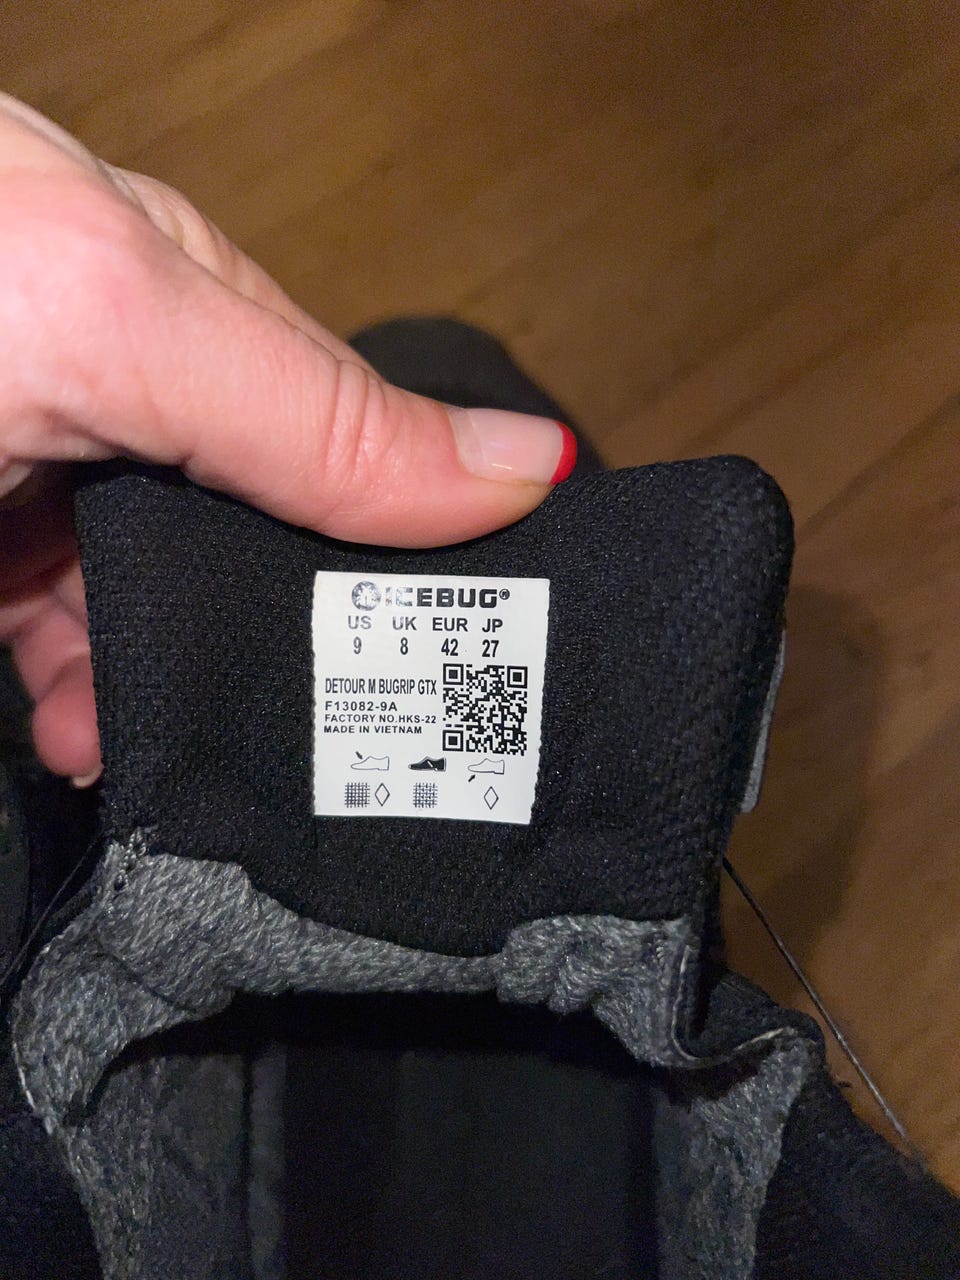 ICEBUG®
US UK EUR JP
9 8 42 27
DETOUR M BUGRIP GTX
F13082-9A
FACTORY NO.HKS-22
MADE IN VIETNAM